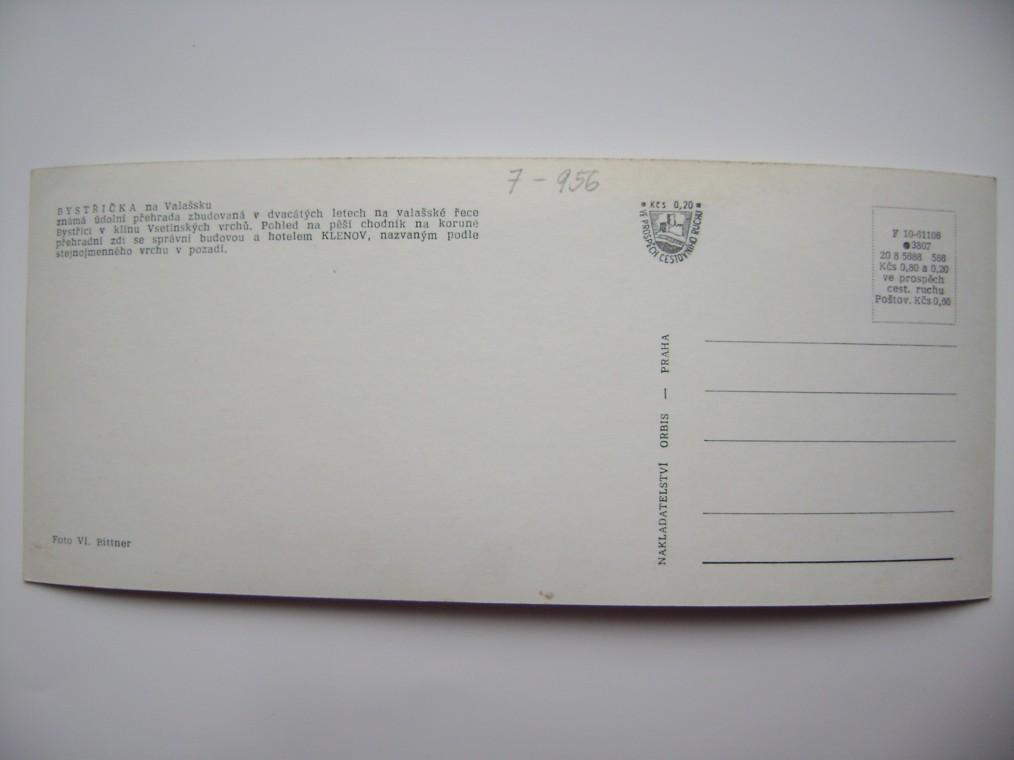 7 - 956
BYSTŘIČKA na Valašsku
známá údolní přehrada zbudovaná v dvacátých letech na valašské řece
Bystřici v klínu Vsetínských vrchů. Pohled na pěší chodník na koruně
přehradní zdi se správní budovou a hotelem KLENOV, nazvaným podle
stejnojmenného vrchu v pozadí.
Foto Vl. Bittner
* Kčs 0,20 *
VE PROSPĚCH CESTOVNÍHO RUCHU
NAKLADATELSTVÍ ORBIS — PRAHA
F 10-61106
3807
20 8 5688 588
Kčs 0,80 a 0,20
ve prospěch
cest. ruchu
Poštov. Kčs 0,60